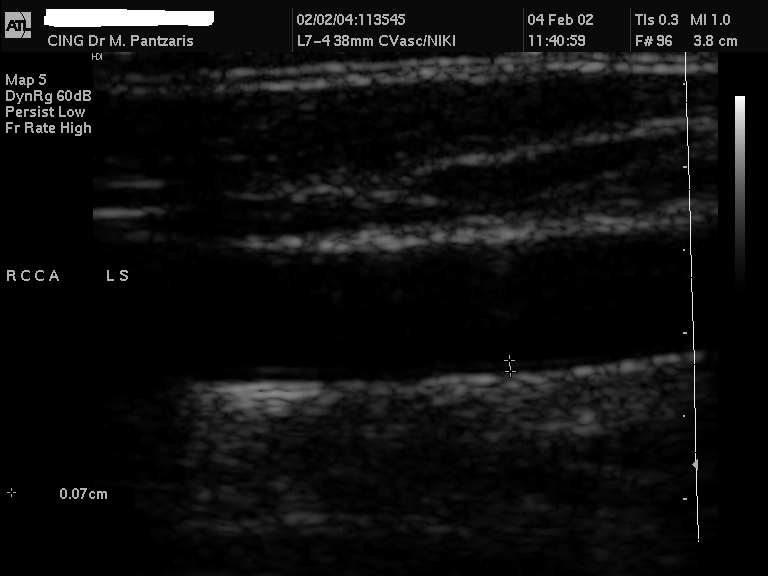 ATL
02/02/04:113545
04 Feb 02
TIs 0.3 MI 1.0
CING Dr M. Pantzaris
L7-4 38mm CVasc/NIKI
11:40:59
F# 96 3.8 cm
HDI
Map 5
DynRg 60dB
Persist Low
Fr Rate High
RCCA LS
0.07cm